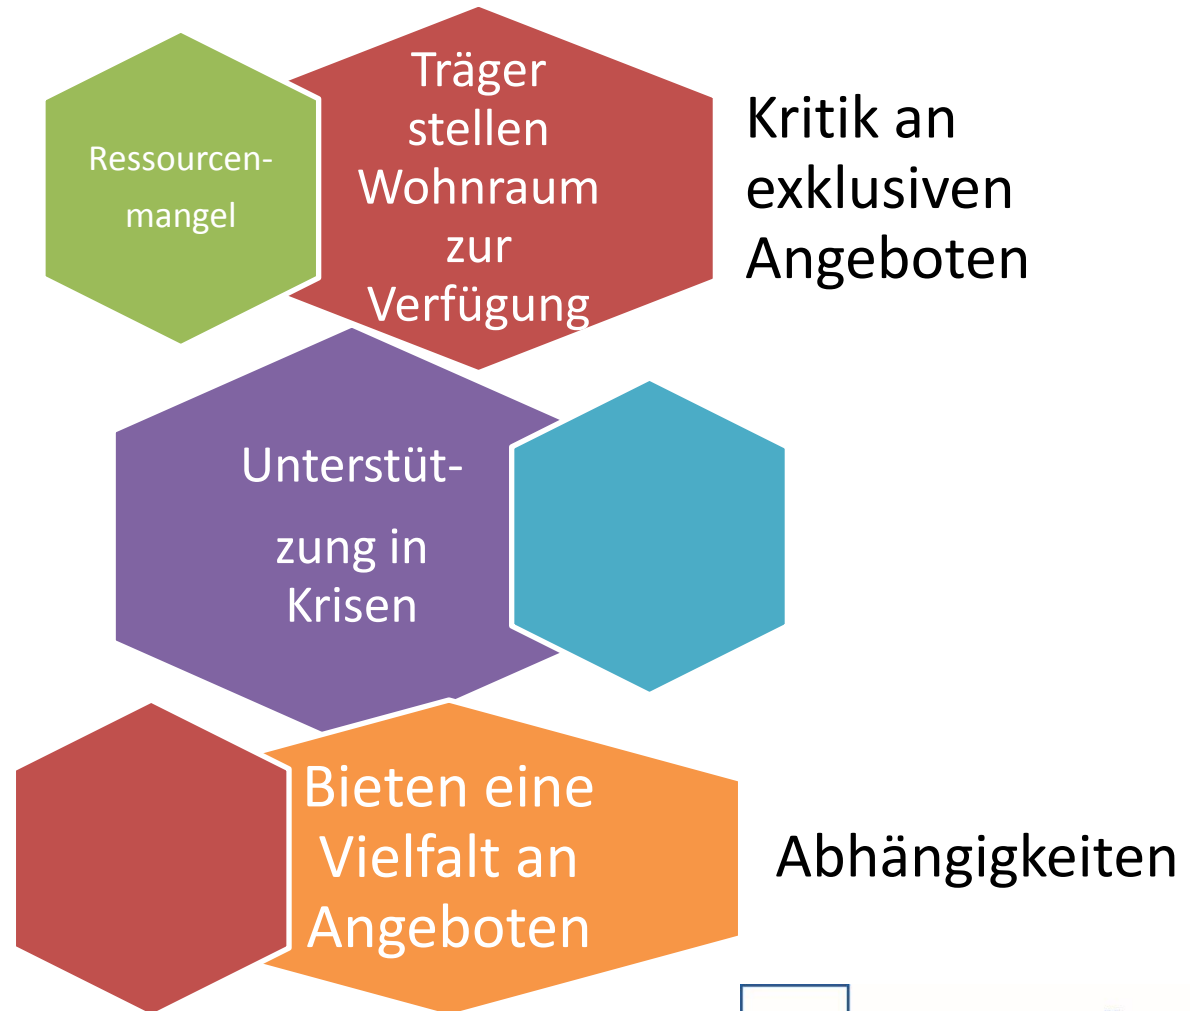 Ressourcen-
mangel
Träger
stellen
Wohnraum
zur
Verfügung
Kritik an
exklusiven
Angeboten
Unterstüt-
zung in
Krisen
Bieten eine
Vielfalt an
Angeboten
Abhängigkeiten